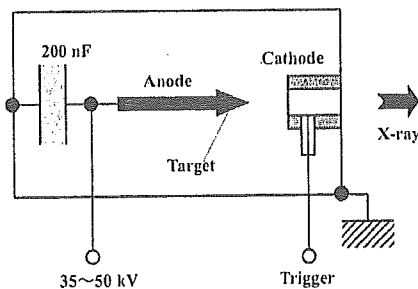 200 nF
Anode
Cathode
X-ray
Target
35～50 kV
Trigger